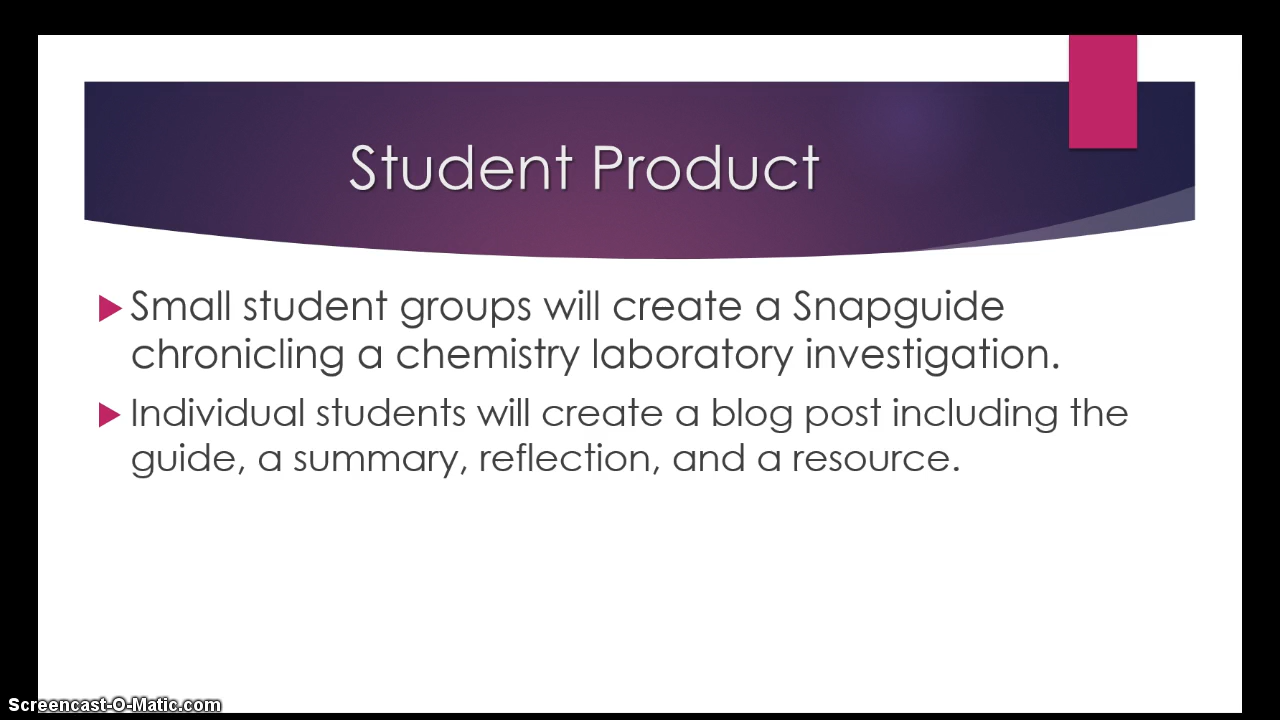 Student Product
Small student groups will create a Snapguide
chronicling a chemistry laboratory investigation.
Individual students will create a blog post including the
guide, a summary, reflection, and a resource.
Screencast-O-Matic.com